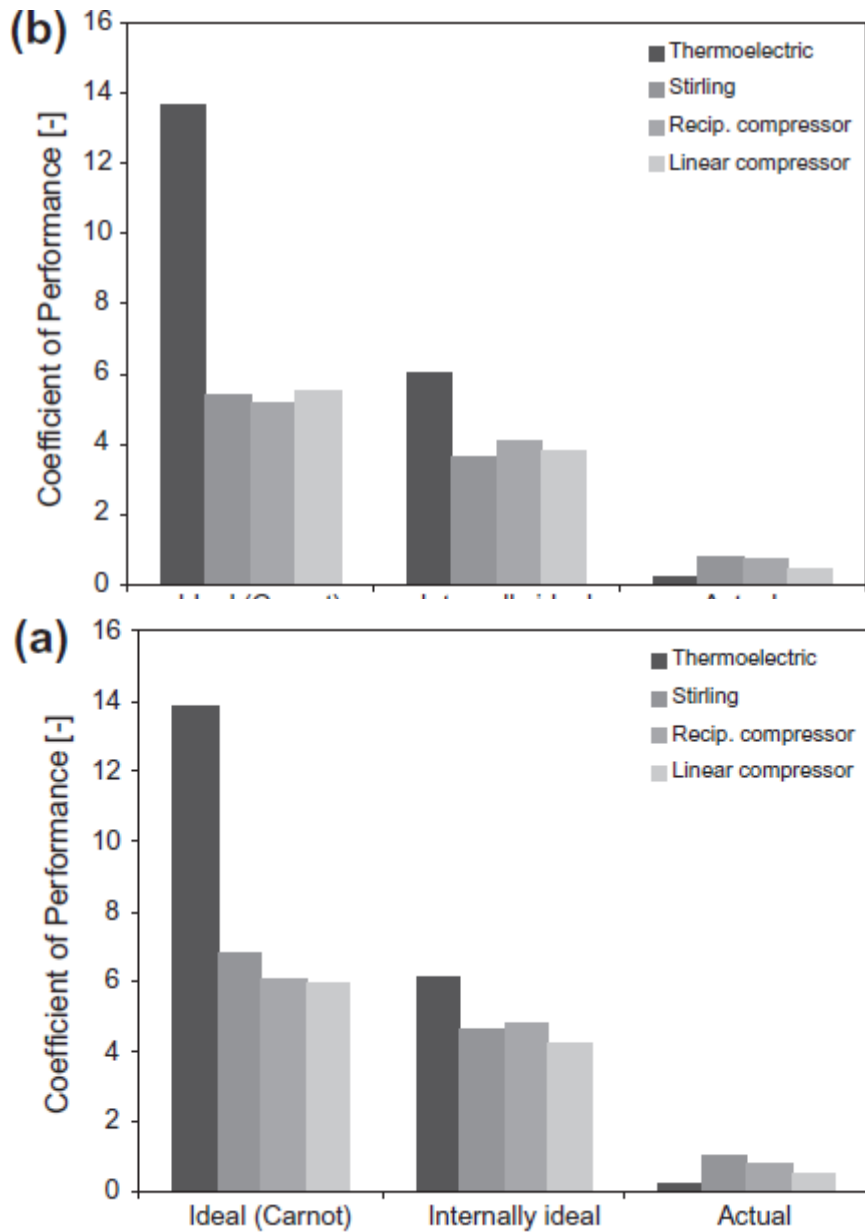 (b)
16
14
12
10
8
6
4
2
0
Coefficient of Performance [-]
Thermoelectric
Stirling
Recip. compressor
Linear compressor
(a)
16
14
12
10
8
6
4
2
0
Coefficient of Performance [-]
Thermoelectric
Stirling
Recip. compressor
Linear compressor
Ideal (Carnot) Internally ideal Actual